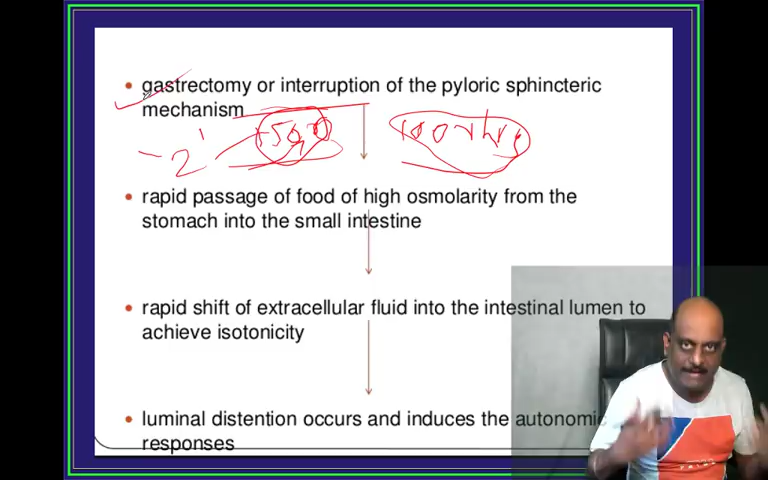 • gastrectomy or interruption of the pyloric sphincteric
mechanism
• rapid passage of food of high osmolarity from the
stomach into the small intestine
• rapid shift of extracellular fluid into the intestinal lumen to
achieve isotonicity
• luminal distention occurs and induces the autonomic
responses